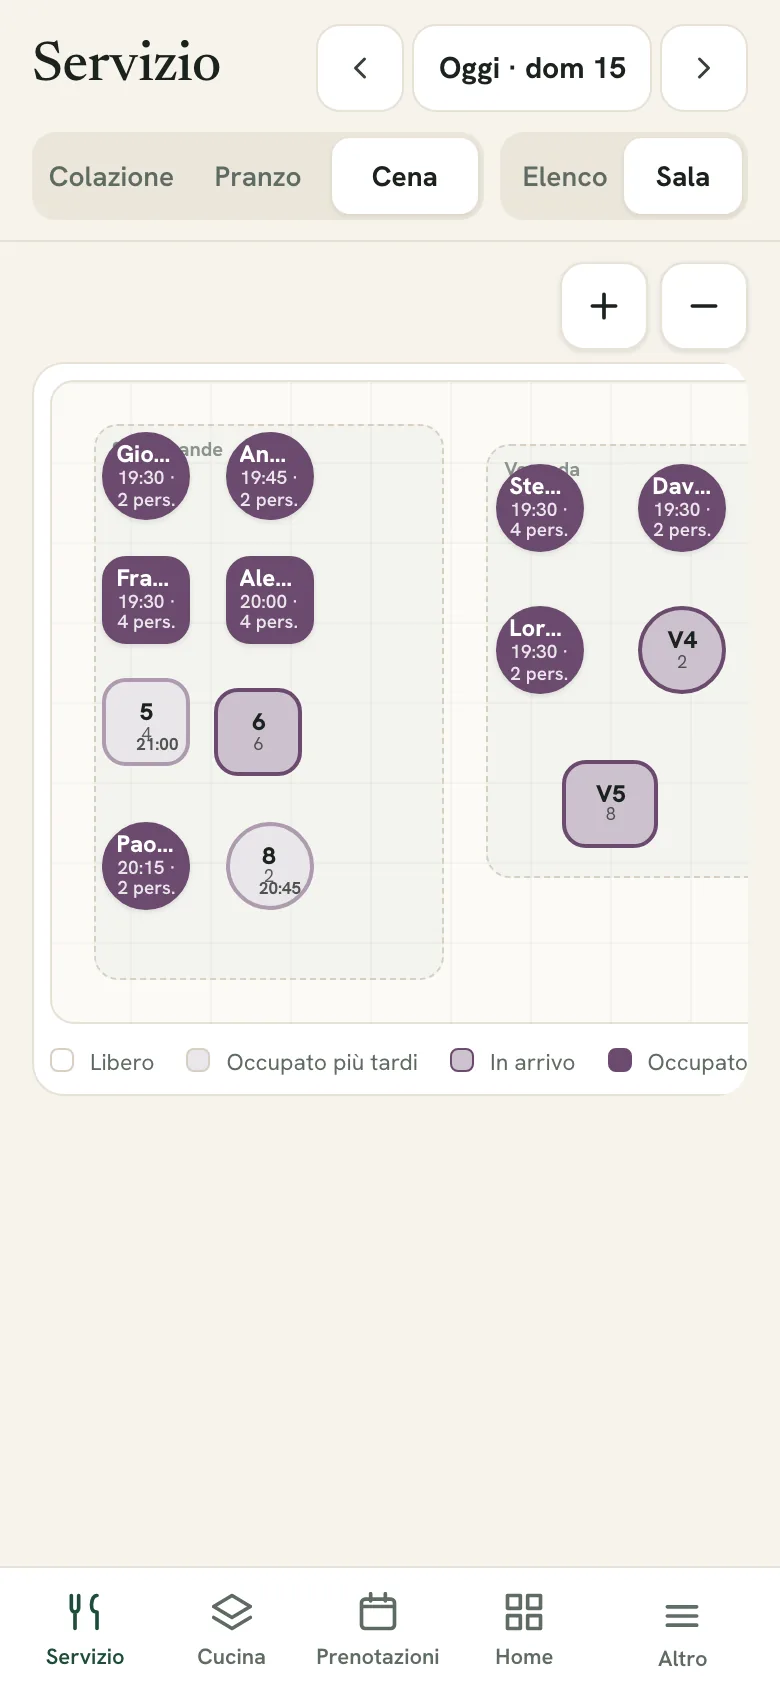 Servizio
Oggi · dom 15
Colazione Pranzo Cena
Elenco Sala
Gio...
19:30 ·
2 pers.
An...
19:45 ·
2 pers.
Ste...
19:30 ·
4 pers.
Dav...
19:30 ·
2 pers.
Fra...
19:30 ·
4 pers.
Ale...
20:00 ·
4 pers.
Lor...
19:30 ·
2 pers.
V4
2
5
4
21:00
6
6
V5
8
Pao...
20:15 ·
2 pers.
8
2
20:45
Libero Occupato più tardi In arrivo Occupato
Servizio Cucina Prenotazioni Home Altro